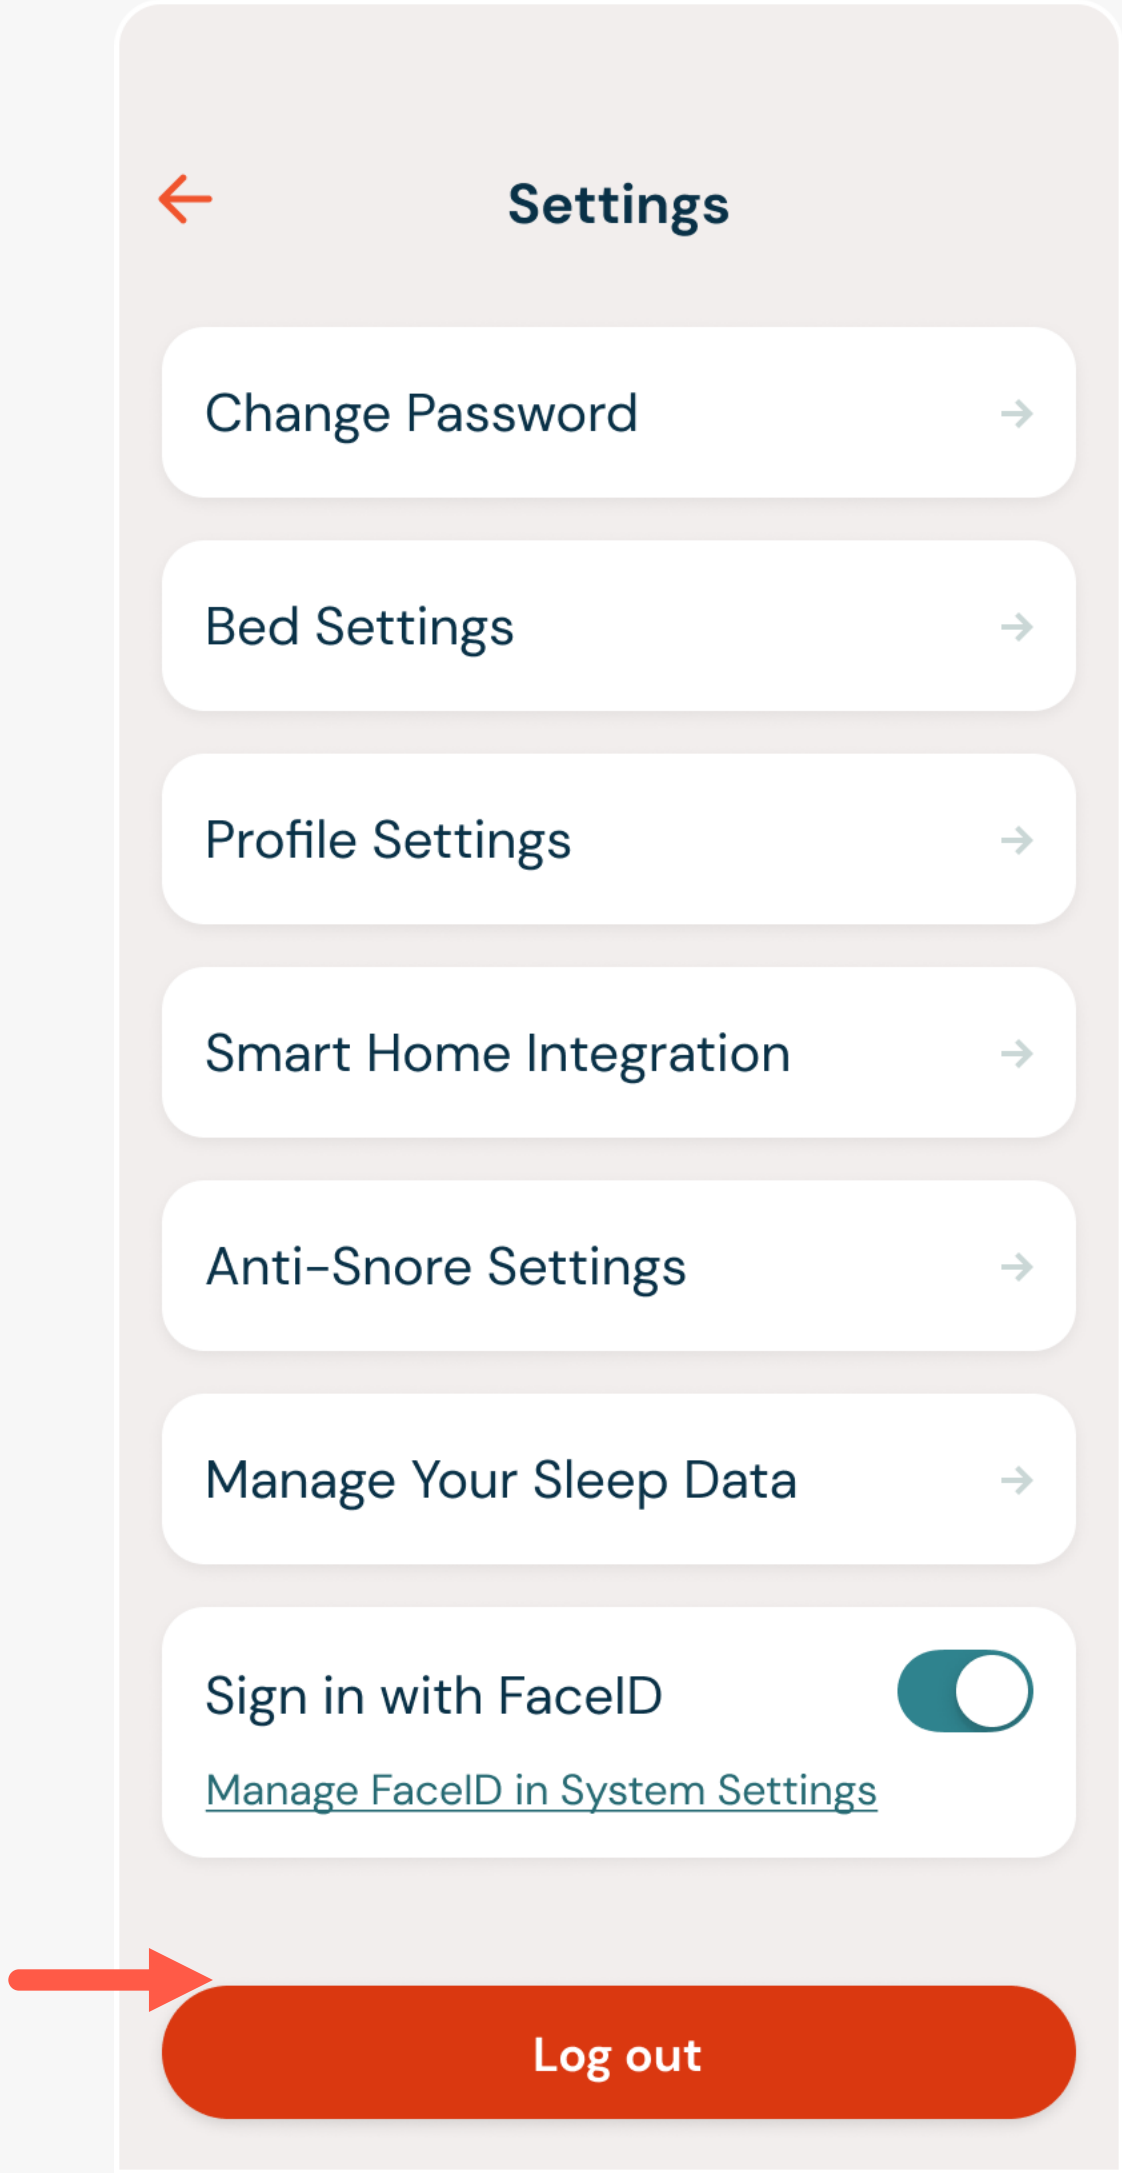 Settings
Change Password
Bed Settings
Profile Settings
Smart Home Integration
Anti-Snore Settings
Manage Your Sleep Data
Sign in with FaceID
Manage FaceID in System Settings
Log out